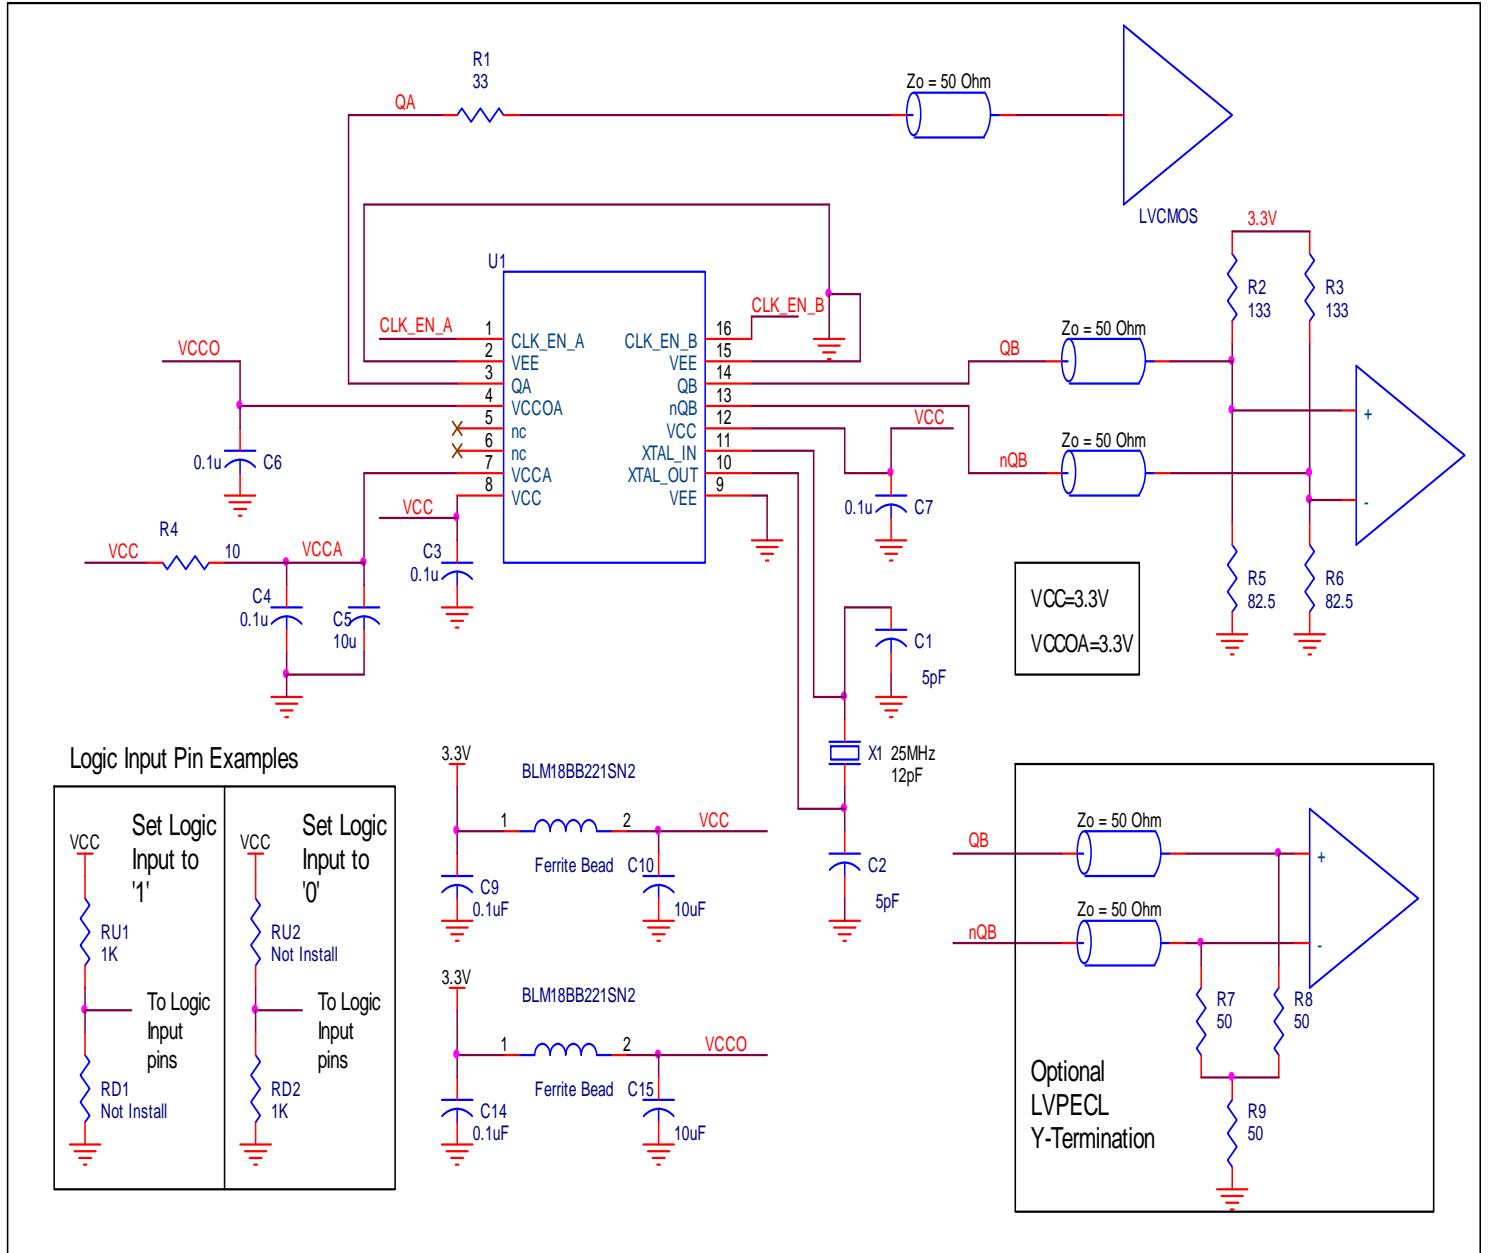 R1
33
QA
Zo = 50 Ohm
LVCMOS
3.3V
R2
133
R3
133
U1
CLK_EN_A
CLK_EN_B
VCCO
1
2
3
4
5
6
7
8
CLK_EN_A
VEE
QA
VCCOA
nc
nc
VCCA
VCC
CLK_EN_B
VEE
QB
nQB
VCC
XTAL_IN
XTAL_OUT
VEE
16
15
14
13
12
11
10
9
QB
Zo = 50 Ohm
nQB
Zo = 50 Ohm
+
-
VCC
0.1u
C6
0.1u
C7
VCC
R4
VCC
10
VCCA
C3
0.1u
C4
0.1u
C5
10u
R5
82.5
R6
82.5
VCC=3.3V
VCCOA=3.3V
C1
5pF
X1
25MHz
12pF
C2
5pF
Logic Input Pin Examples
VCC
Set Logic
Input to
'1'
RU1
1K
To Logic
Input
pins
RD1
Not Install
VCC
Set Logic
Input to
'0'
RU2
Not Install
To Logic
Input
pins
RD2
1K
3.3V
BLM18BB221SN2
1
2
VCC
Ferrite Bead
C10
C9
0.1uF
10uF
3.3V
BLM18BB221SN2
1
2
VCCO
Ferrite Bead
C15
C14
0.1uF
10uF
QB
Zo = 50 Ohm
nQB
Zo = 50 Ohm
+
-
R7
50
R8
50
R9
50
Optional
LVPECL
Y-Termination